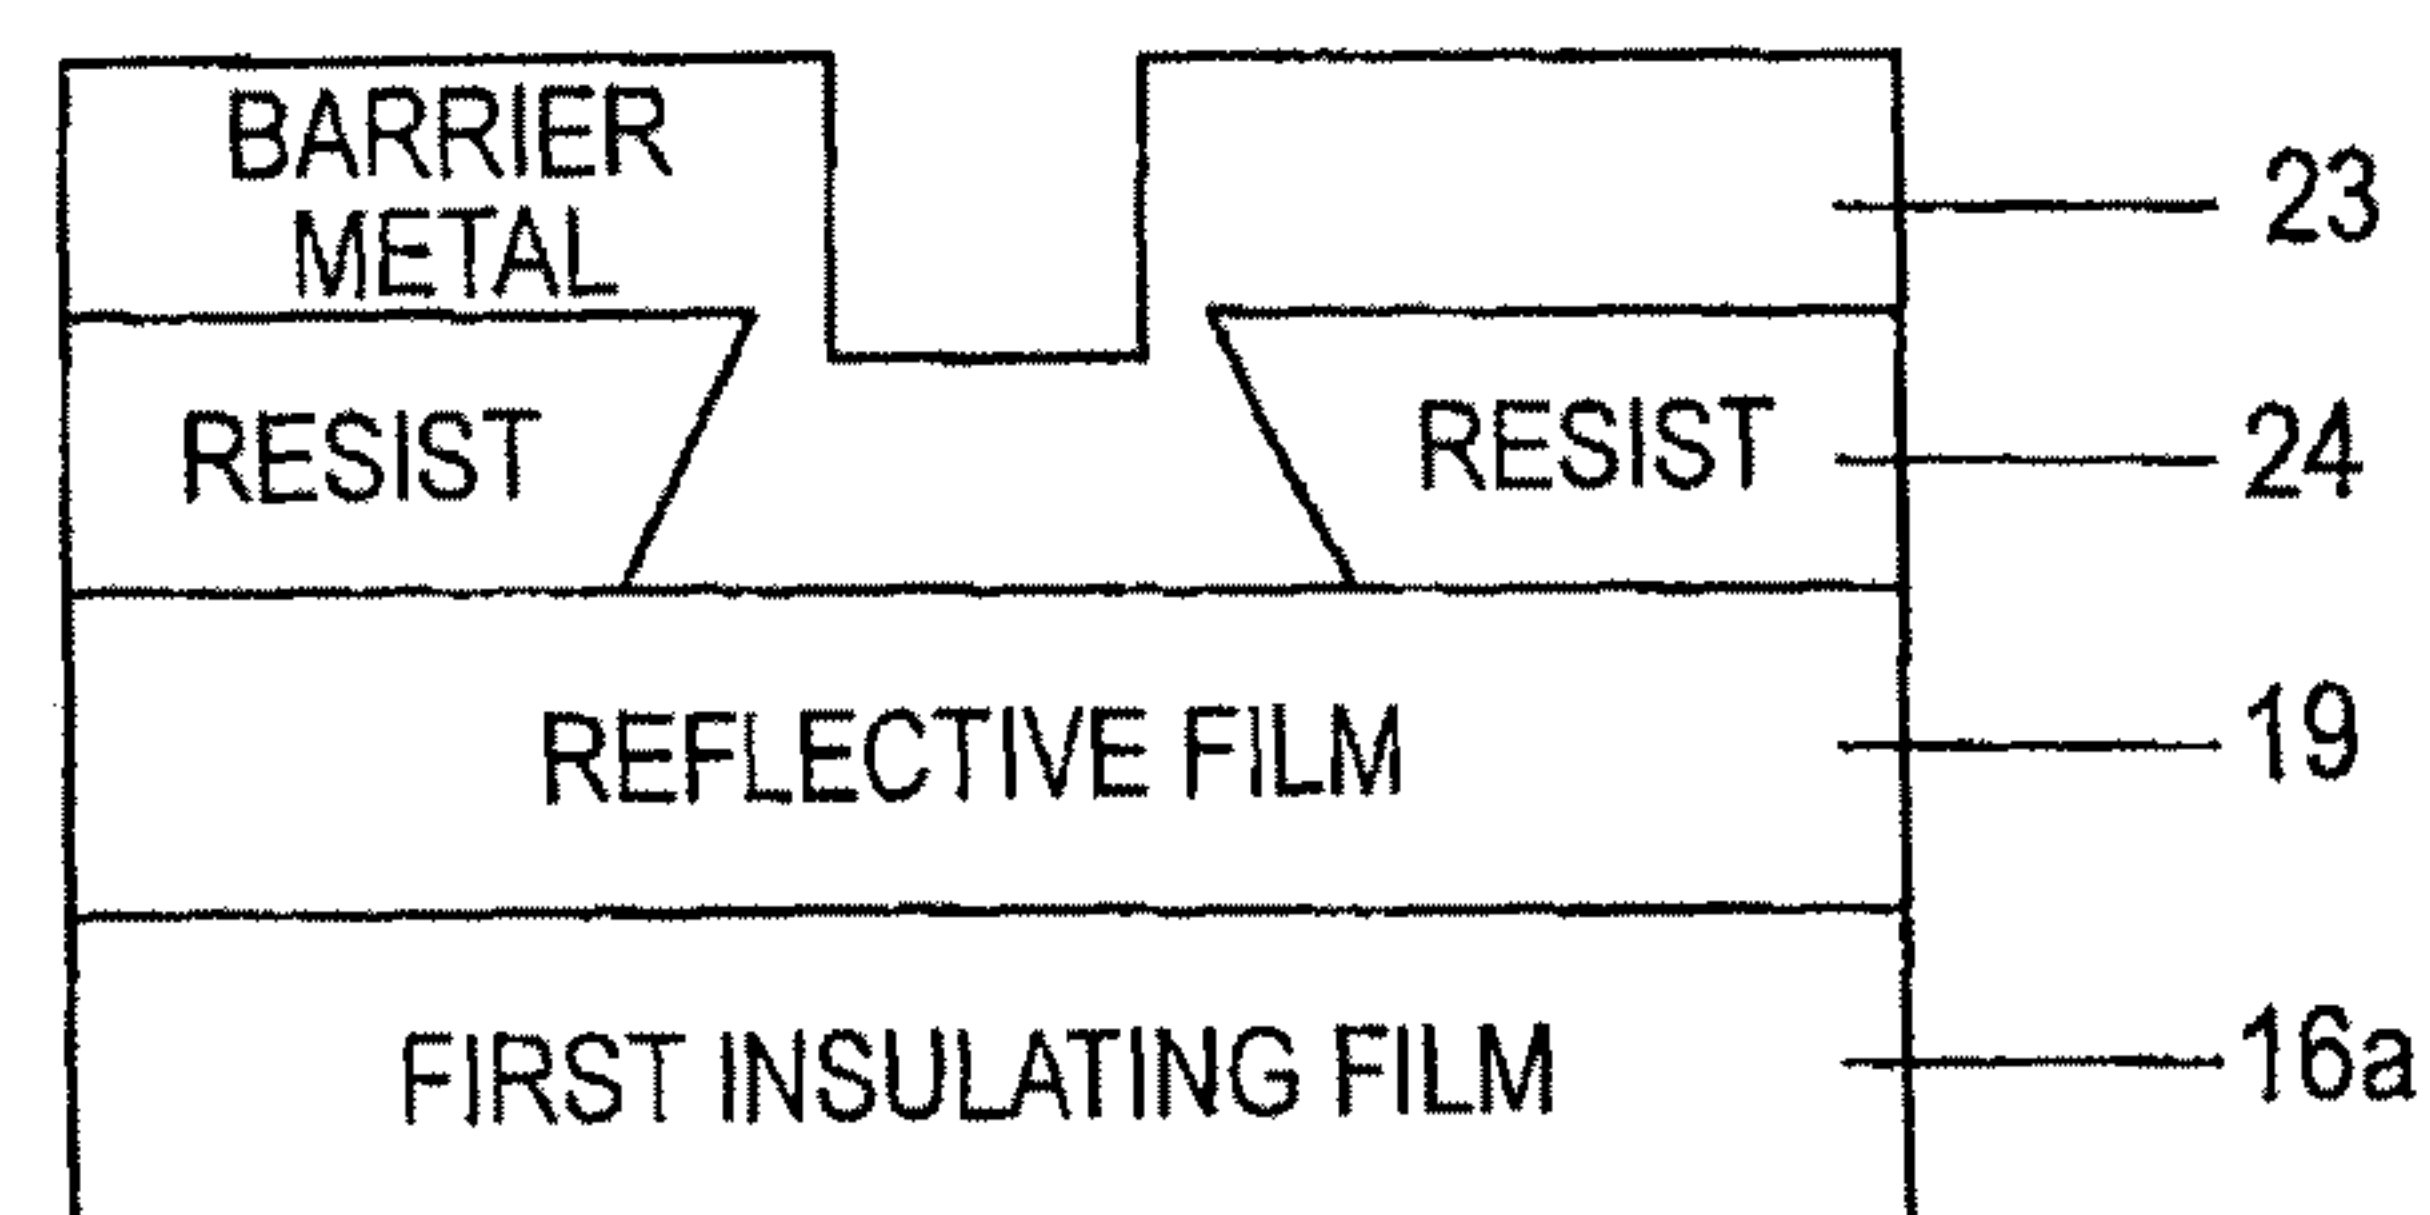 BARRIER
METAL
23
RESIST
RESIST
24
REFLECTIVE FILM
19
FIRST INSULATING FILM
16a